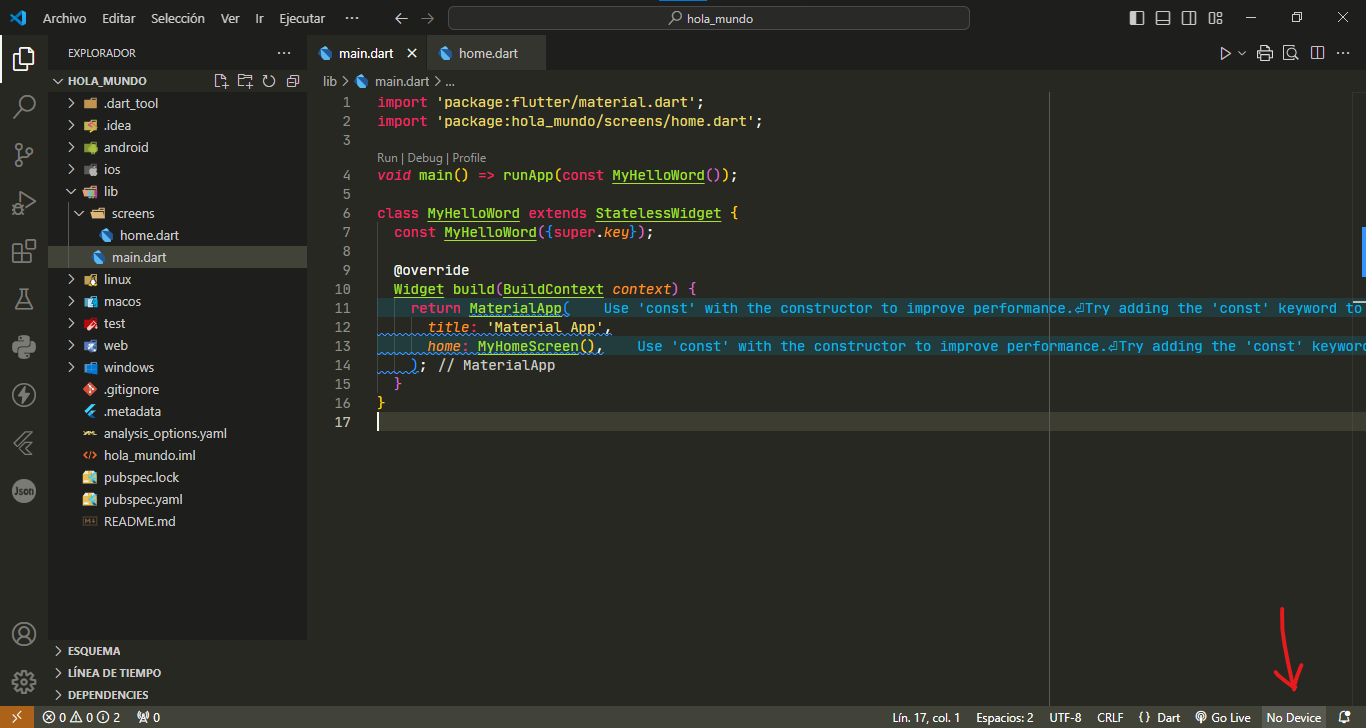 Archivo Editar Selección Ver Ir Ejecutar ··· hola_mundo
EXPLORADOR ···
HOLA_MUNDO
.dart_tool
.idea
android
ios
lib
screens
home.dart
main.dart
linux
macos
test
web
windows
.gitignore
.metadata
analysis_options.yaml
hola_mundo.iml
pubspec.lock
pubspec.yaml
README.md
ESQUEMA
LÍNEA DE TIEMPO
DEPENDENCIES
Json
main.dart home.dart
lib > main.dart > ...
1 import 'package:flutter/material.dart';
2 import 'package:hola_mundo/screens/home.dart';
3
Run | Debug | Profile
4 void main() => runApp(const MyHelloWord());
5
6 class MyHelloWord extends StatelessWidget {
7 const MyHelloWord({super.key});
8
9 @override
10 Widget build(BuildContext context) {
11 return MaterialApp( Use 'const' with the constructor to improve performance.⏎Try adding the 'const' keyword to
12 title: 'Material App',
13 home: MyHomeScreen(), Use 'const' with the constructor to improve performance.⏎Try adding the 'const' keyword
14 ); // MaterialApp
15 }
16 }
17
0 0 2 0 Lín. 17, col. 1 Espacios: 2 UTF-8 CRLF {} Dart Go Live No Device